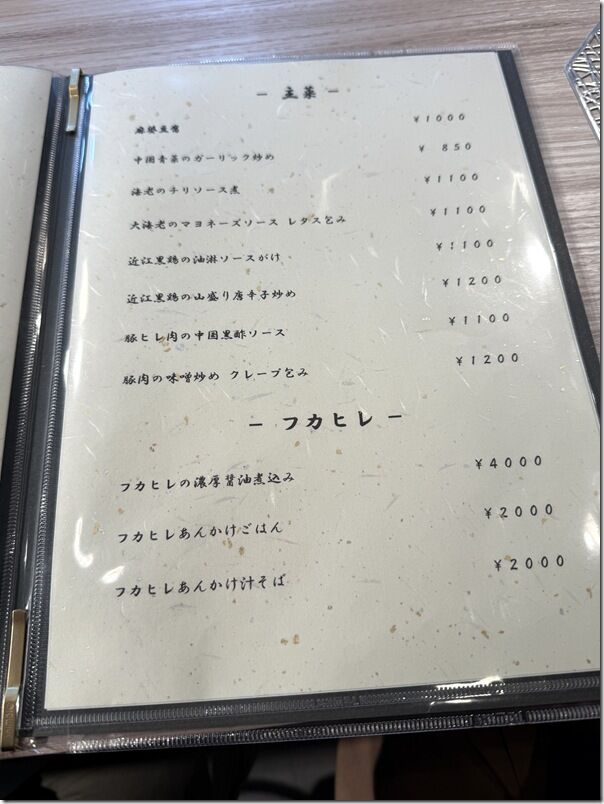 ― 主菜 ―
麻婆豆腐 ¥1000
中国青菜のガーリック炒め ¥ 850
海老のチリソース煮 ¥1100
大海老のマヨネーズソース レタス包み ¥1100
近江黒鶏の油淋ソースがけ ¥1100
近江黒鶏の山盛り唐辛子炒め ¥1200
豚ヒレ肉の中国黒酢ソース ¥1100
豚肉の味噌炒め クレープ包み ¥1200
― フカヒレ ―
フカヒレの濃厚醤油煮込み ¥4000
フカヒレあんかけごはん ¥2000
フカヒレあんかけ汁そば ¥2000